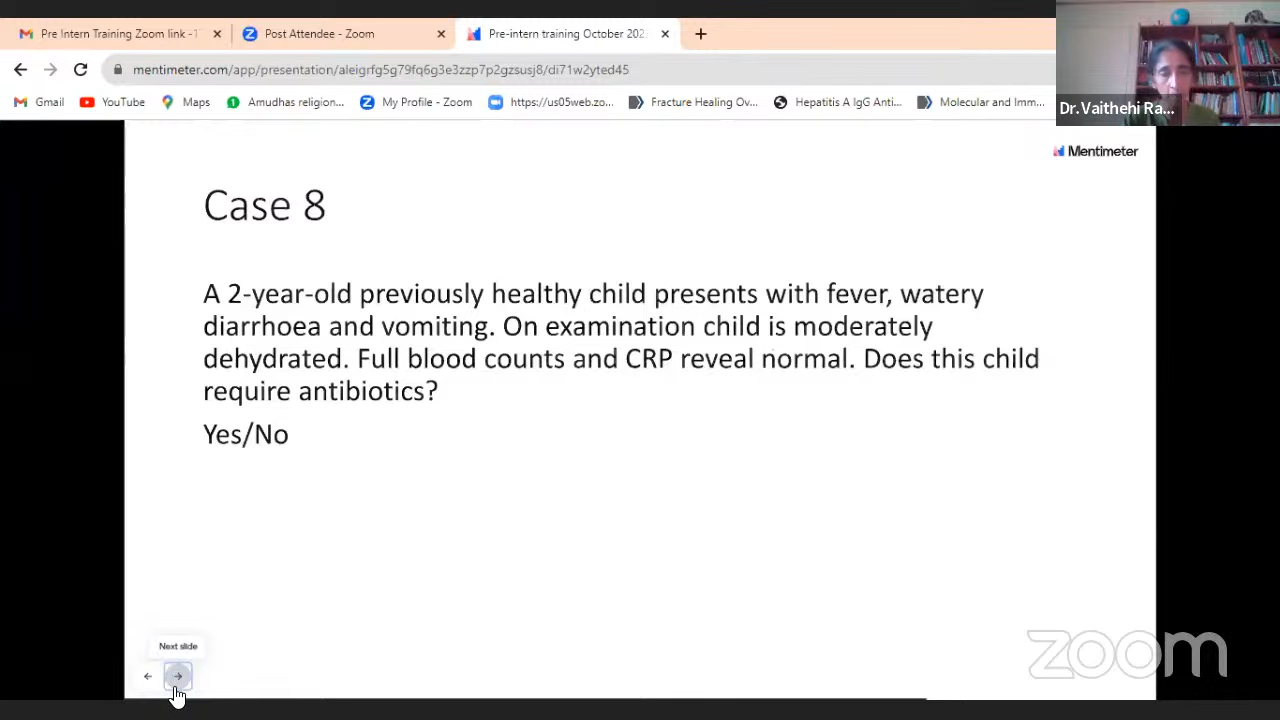 Pre Intern Training Zoom link - 1
Post Attendee - Zoom
Pre-intern training October 202
mentimeter.com/app/presentation/aleigrfg5g79fq6g3e3zzp7p2gzsusj8/di71w2yted45
Gmail YouTube Maps Amudhas religion... My Profile - Zoom https://us05web.zo... Fracture Healing Ov... Hepatitis A IgG Anti... Molecular and Imm...
Dr.Vaithehi Ra...
Mentimeter
Case 8
A 2-year-old previously healthy child presents with fever, watery
diarrhoea and vomiting. On examination child is moderately
dehydrated. Full blood counts and CRP reveal normal. Does this child
require antibiotics?
Yes/No
Next slide
zoom